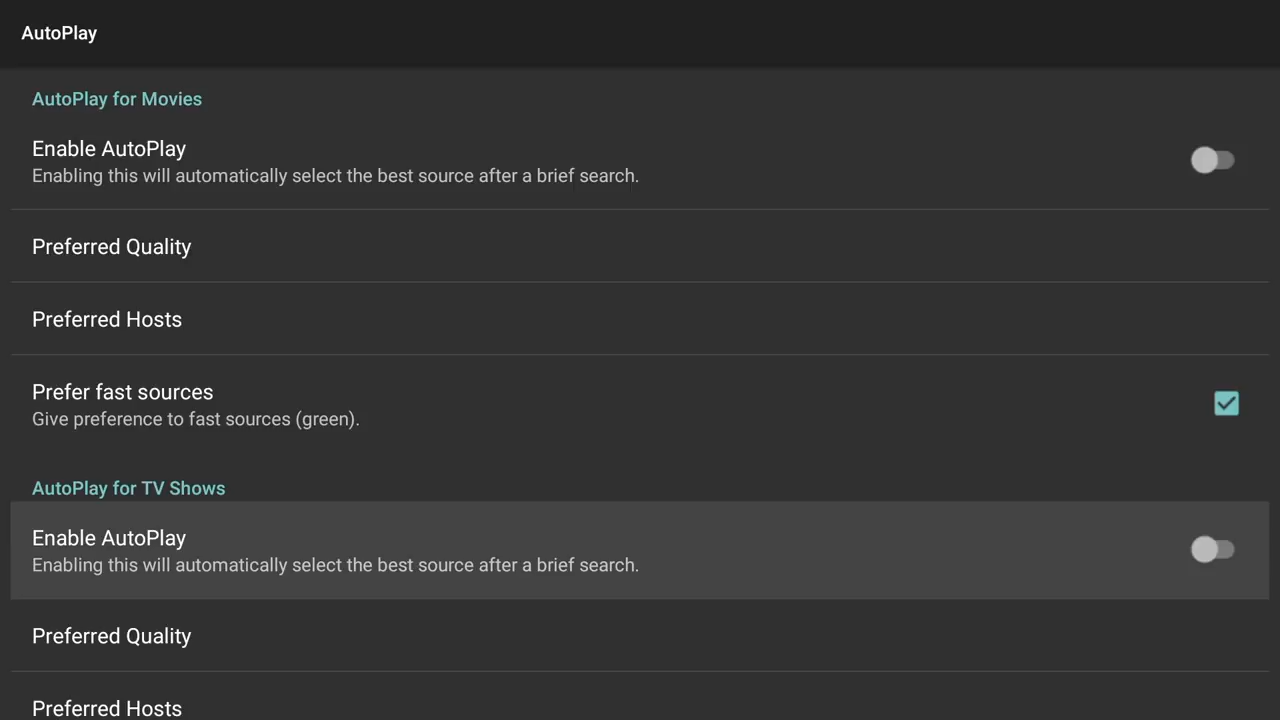 AutoPlay
AutoPlay for Movies
Enable AutoPlay
Enabling this will automatically select the best source after a brief search.
Preferred Quality
Preferred Hosts
Prefer fast sources
Give preference to fast sources (green).
AutoPlay for TV Shows
Enable AutoPlay
Enabling this will automatically select the best source after a brief search.
Preferred Quality
Preferred Hosts